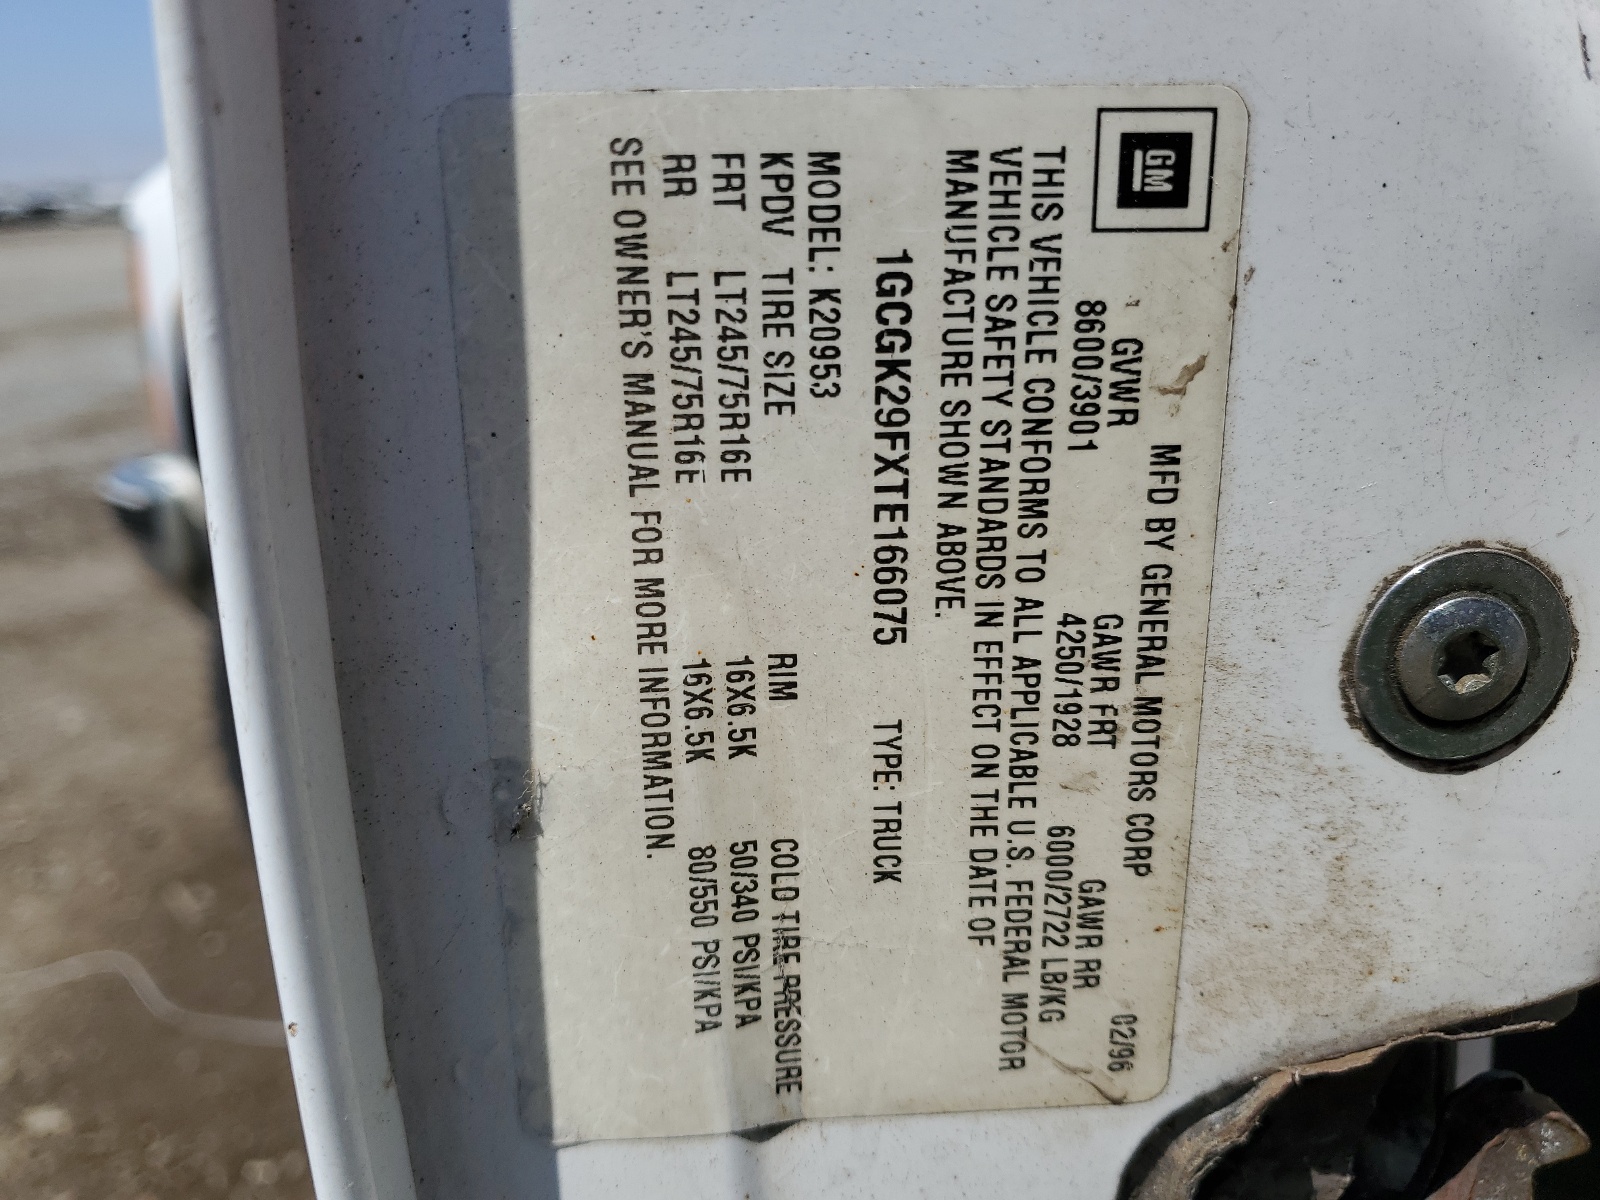 GM
MFD BY GENERAL MOTORS CORP 02/96
GVWR GAWR FRT GAWR RR
8600/3901 4250/1928 6000/2722 LB/KG
THIS VEHICLE CONFORMS TO ALL APPLICABLE U.S. FEDERAL MOTOR
VEHICLE SAFETY STANDARDS IN EFFECT ON THE DATE OF
MANUFACTURE SHOWN ABOVE.
1GCGK29FXTE166075 TYPE: TRUCK
MODEL: K20953
KPDV TIRE SIZE RIM COLD TIRE PRESSURE
FRT LT245/75R16E 16X6.5K 50/340 PSI/KPA
RR LT245/75R16E 16X6.5K 80/550 PSI/KPA
SEE OWNER'S MANUAL FOR MORE INFORMATION.